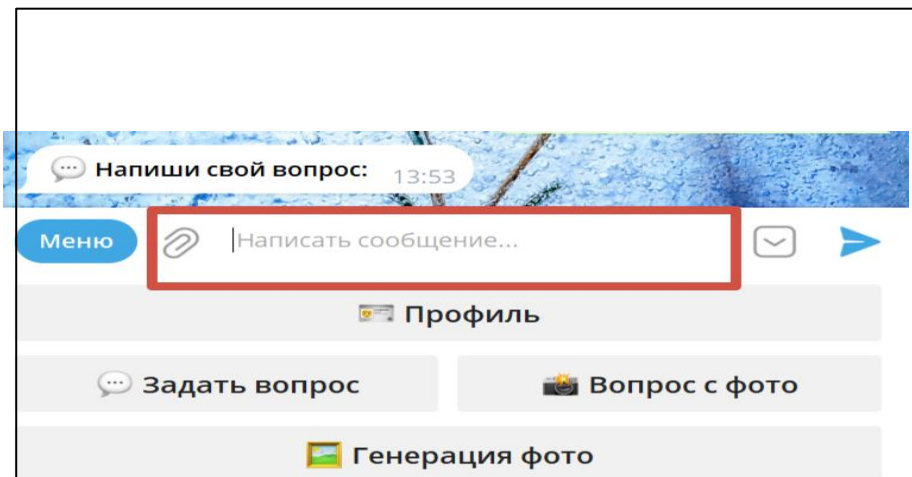 💬 Напиши свой вопрос: 13:53
Меню Написать сообщение...
Профиль
💬 Задать вопрос
📸 Вопрос с фото
🖼 Генерация фото